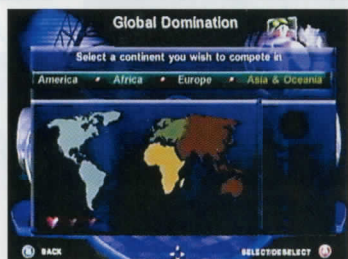 Global Domination
Select a continent you wish to compete in
America • Africa • Europe • Asia & Oceania
B BACK
SELECT/DESELECT A